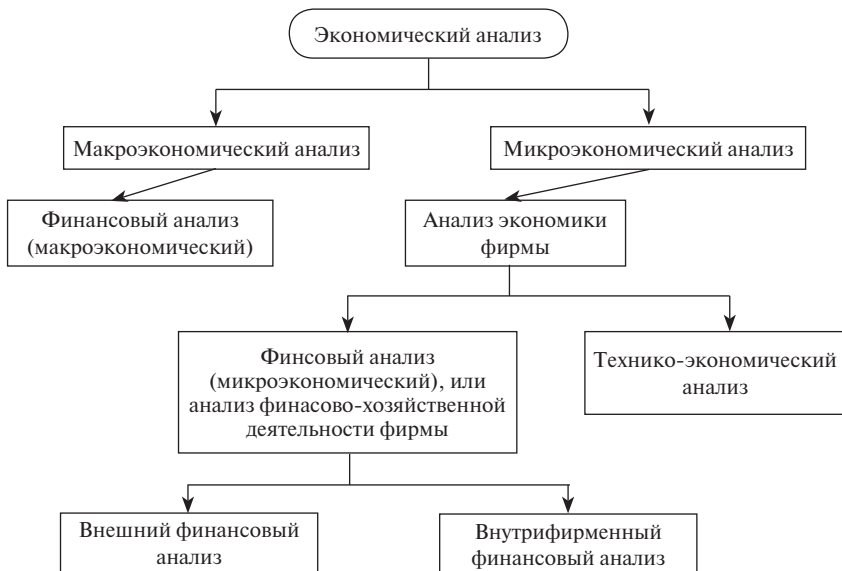 Экономический анализ
Макроэкономический анализ
Микроэкономический анализ
Финансовый анализ
(макроэкономический)
Анализ экономики
фирмы
Финсовый анализ
(микроэкономический), или
анализ финасово-хозяйственной
деятельности фирмы
Технико-экономический
анализ
Внешний финансовый
анализ
Внутрифирменный
финансовый анализ